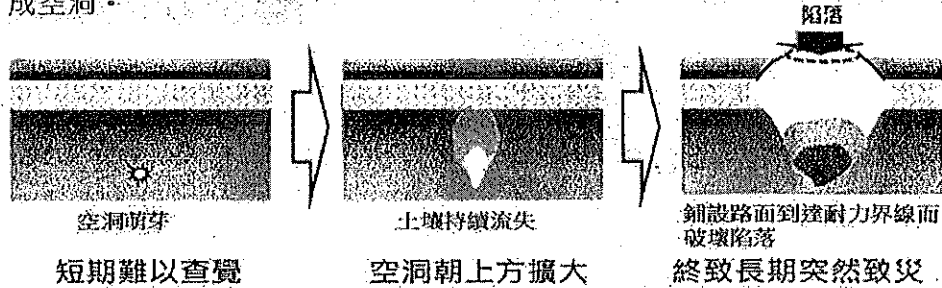 成空洞。
陷落
空洞萌芽
土壤持續流失
鋪設路面到達耐力界線而
破壞陷落
短期難以查覺
空洞朝上方擴大
終致長期突然致災